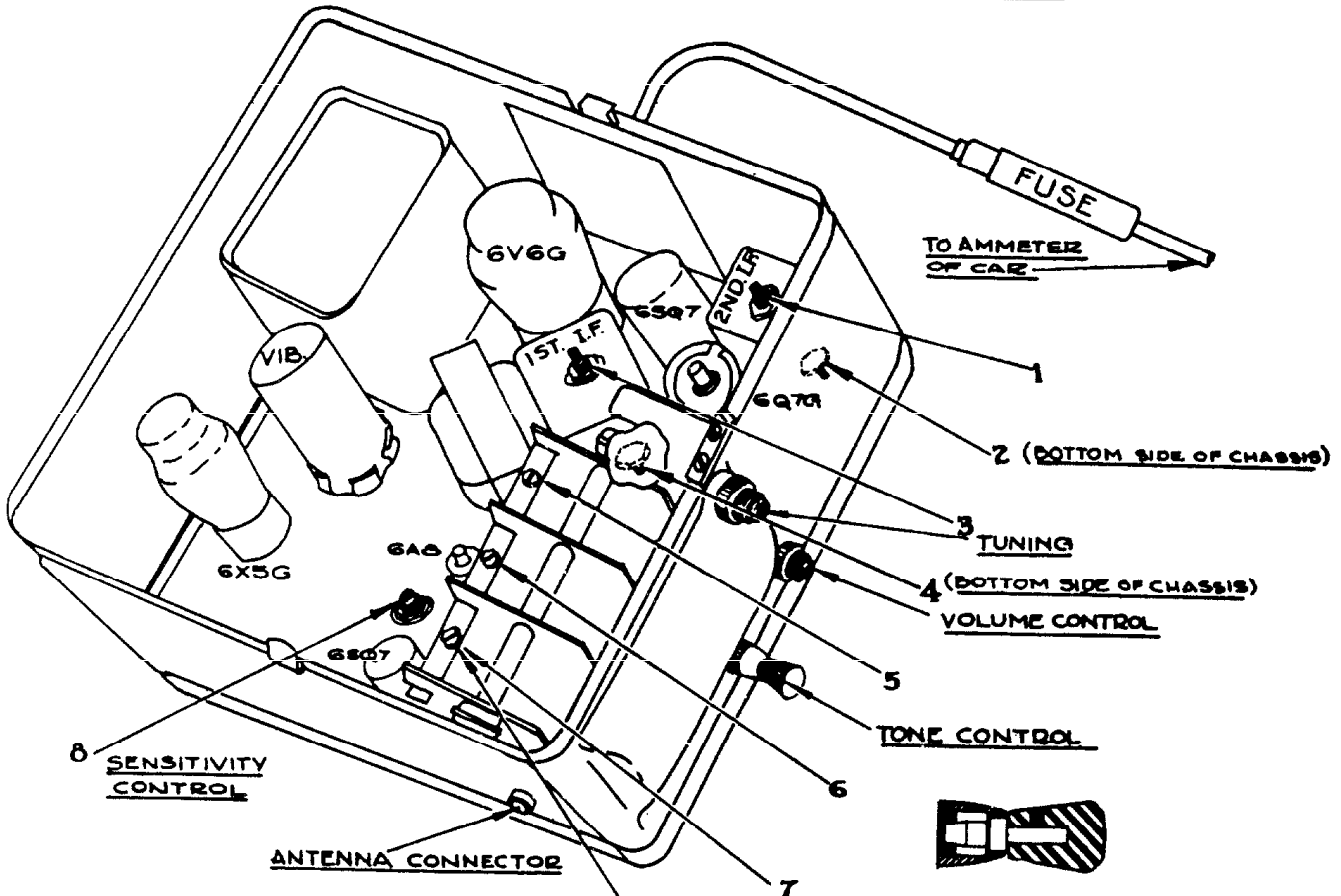 FUSE
TO AMMETER
OF CAR
6V6G
6SQ7
2ND. I.F.
1ST. I.F.
VIB.
1
6Q7G
2 (BOTTOM SIDE OF CHASSIS)
3
TUNING
6A8
6X5G
4 (BOTTOM SIDE OF CHASSIS)
VOLUME CONTROL
6SQ7
5
TONE CONTROL
8 SENSITIVITY
CONTROL
6
ANTENNA CONNECTOR
7